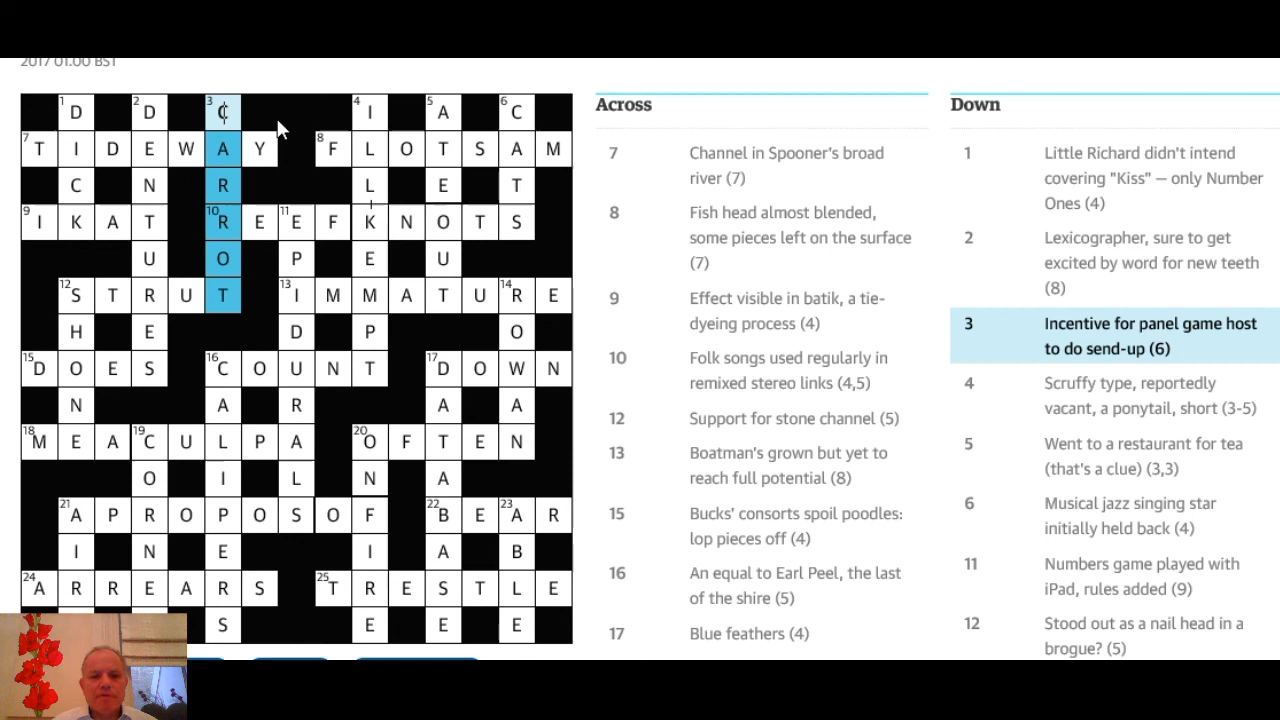 2017 01.00 BST
1 D 2 D 3 C 4 I 5 A 6 C
7 T I D E W A Y 8 F L O T S A M
C N R L E T
9 I K A T 10 R E 11 E F K N O T S
U O P E U
12 S T R U T 13 I M M A T U 14 R E
H E D P O
15 D O E S 16 C O U N T 17 D O W N
N A R A A
18 M E A 19 C U L P A 20 O F T E N
O I L N A
21 A P R O P O S O F 22 B E 23 A R
I N E I A B
24 A R R E A R S 25 T R E S T L E
S E E E
Across
7 Channel in Spooner's broad
river (7)
8 Fish head almost blended,
some pieces left on the surface
(7)
9 Effect visible in batik, a tie-
dyeing process (4)
10 Folk songs used regularly in
remixed stereo links (4,5)
12 Support for stone channel (5)
13 Boatman's grown but yet to
reach full potential (8)
15 Bucks' consorts spoil poodles:
lop pieces off (4)
16 An equal to Earl Peel, the last
of the shire (5)
17 Blue feathers (4)
Down
1 Little Richard didn't intend
covering "Kiss" — only Number
Ones (4)
2 Lexicographer, sure to get
excited by word for new teeth
(8)
3 Incentive for panel game host
to do send-up (6)
4 Scruffy type, reportedly
vacant, a ponytail, short (3-5)
5 Went to a restaurant for tea
(that's a clue) (3,3)
6 Musical jazz singing star
initially held back (4)
11 Numbers game played with
iPad, rules added (9)
12 Stood out as a nail head in a
brogue? (5)